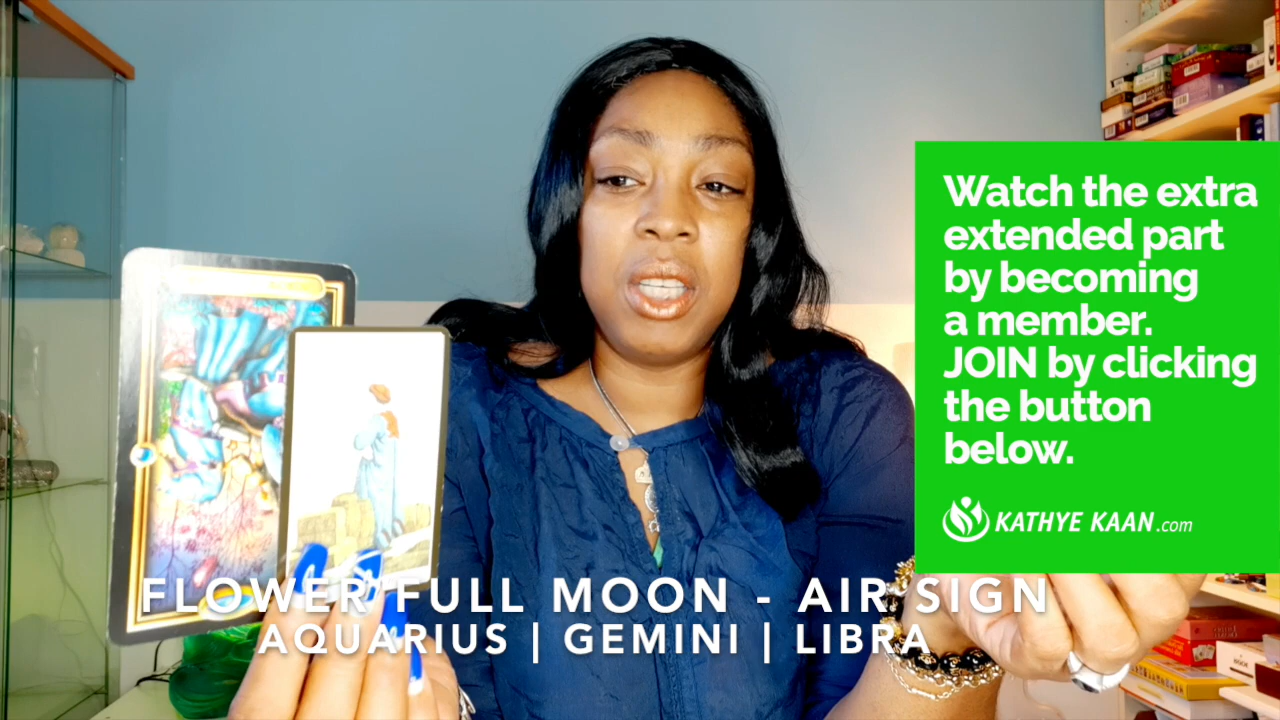 Watch the extra
extended part
by becoming
a member.
JOIN by clicking
the button
below.
KATHYE KAAN.com
FLOWER FULL MOON - AIR SIGN
AQUARIUS | GEMINI | LIBRA